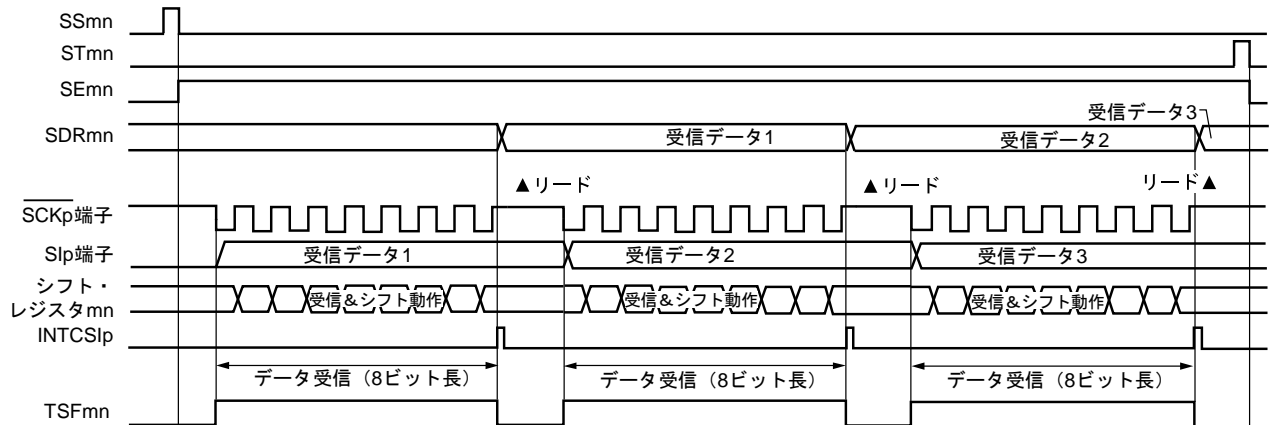 SSmn
STmn
SEmn
受信データ3
SDRmn
受信データ1
受信データ2
▲リード
▲リード
リード▲
SCKp端子
SIp端子
受信データ1
受信データ2
受信データ3
シフト・
レジスタmn
受信&シフト動作
受信&シフト動作
受信&シフト動作
INTCSIp
データ受信（8ビット長）
データ受信（8ビット長）
データ受信（8ビット長）
TSFmn